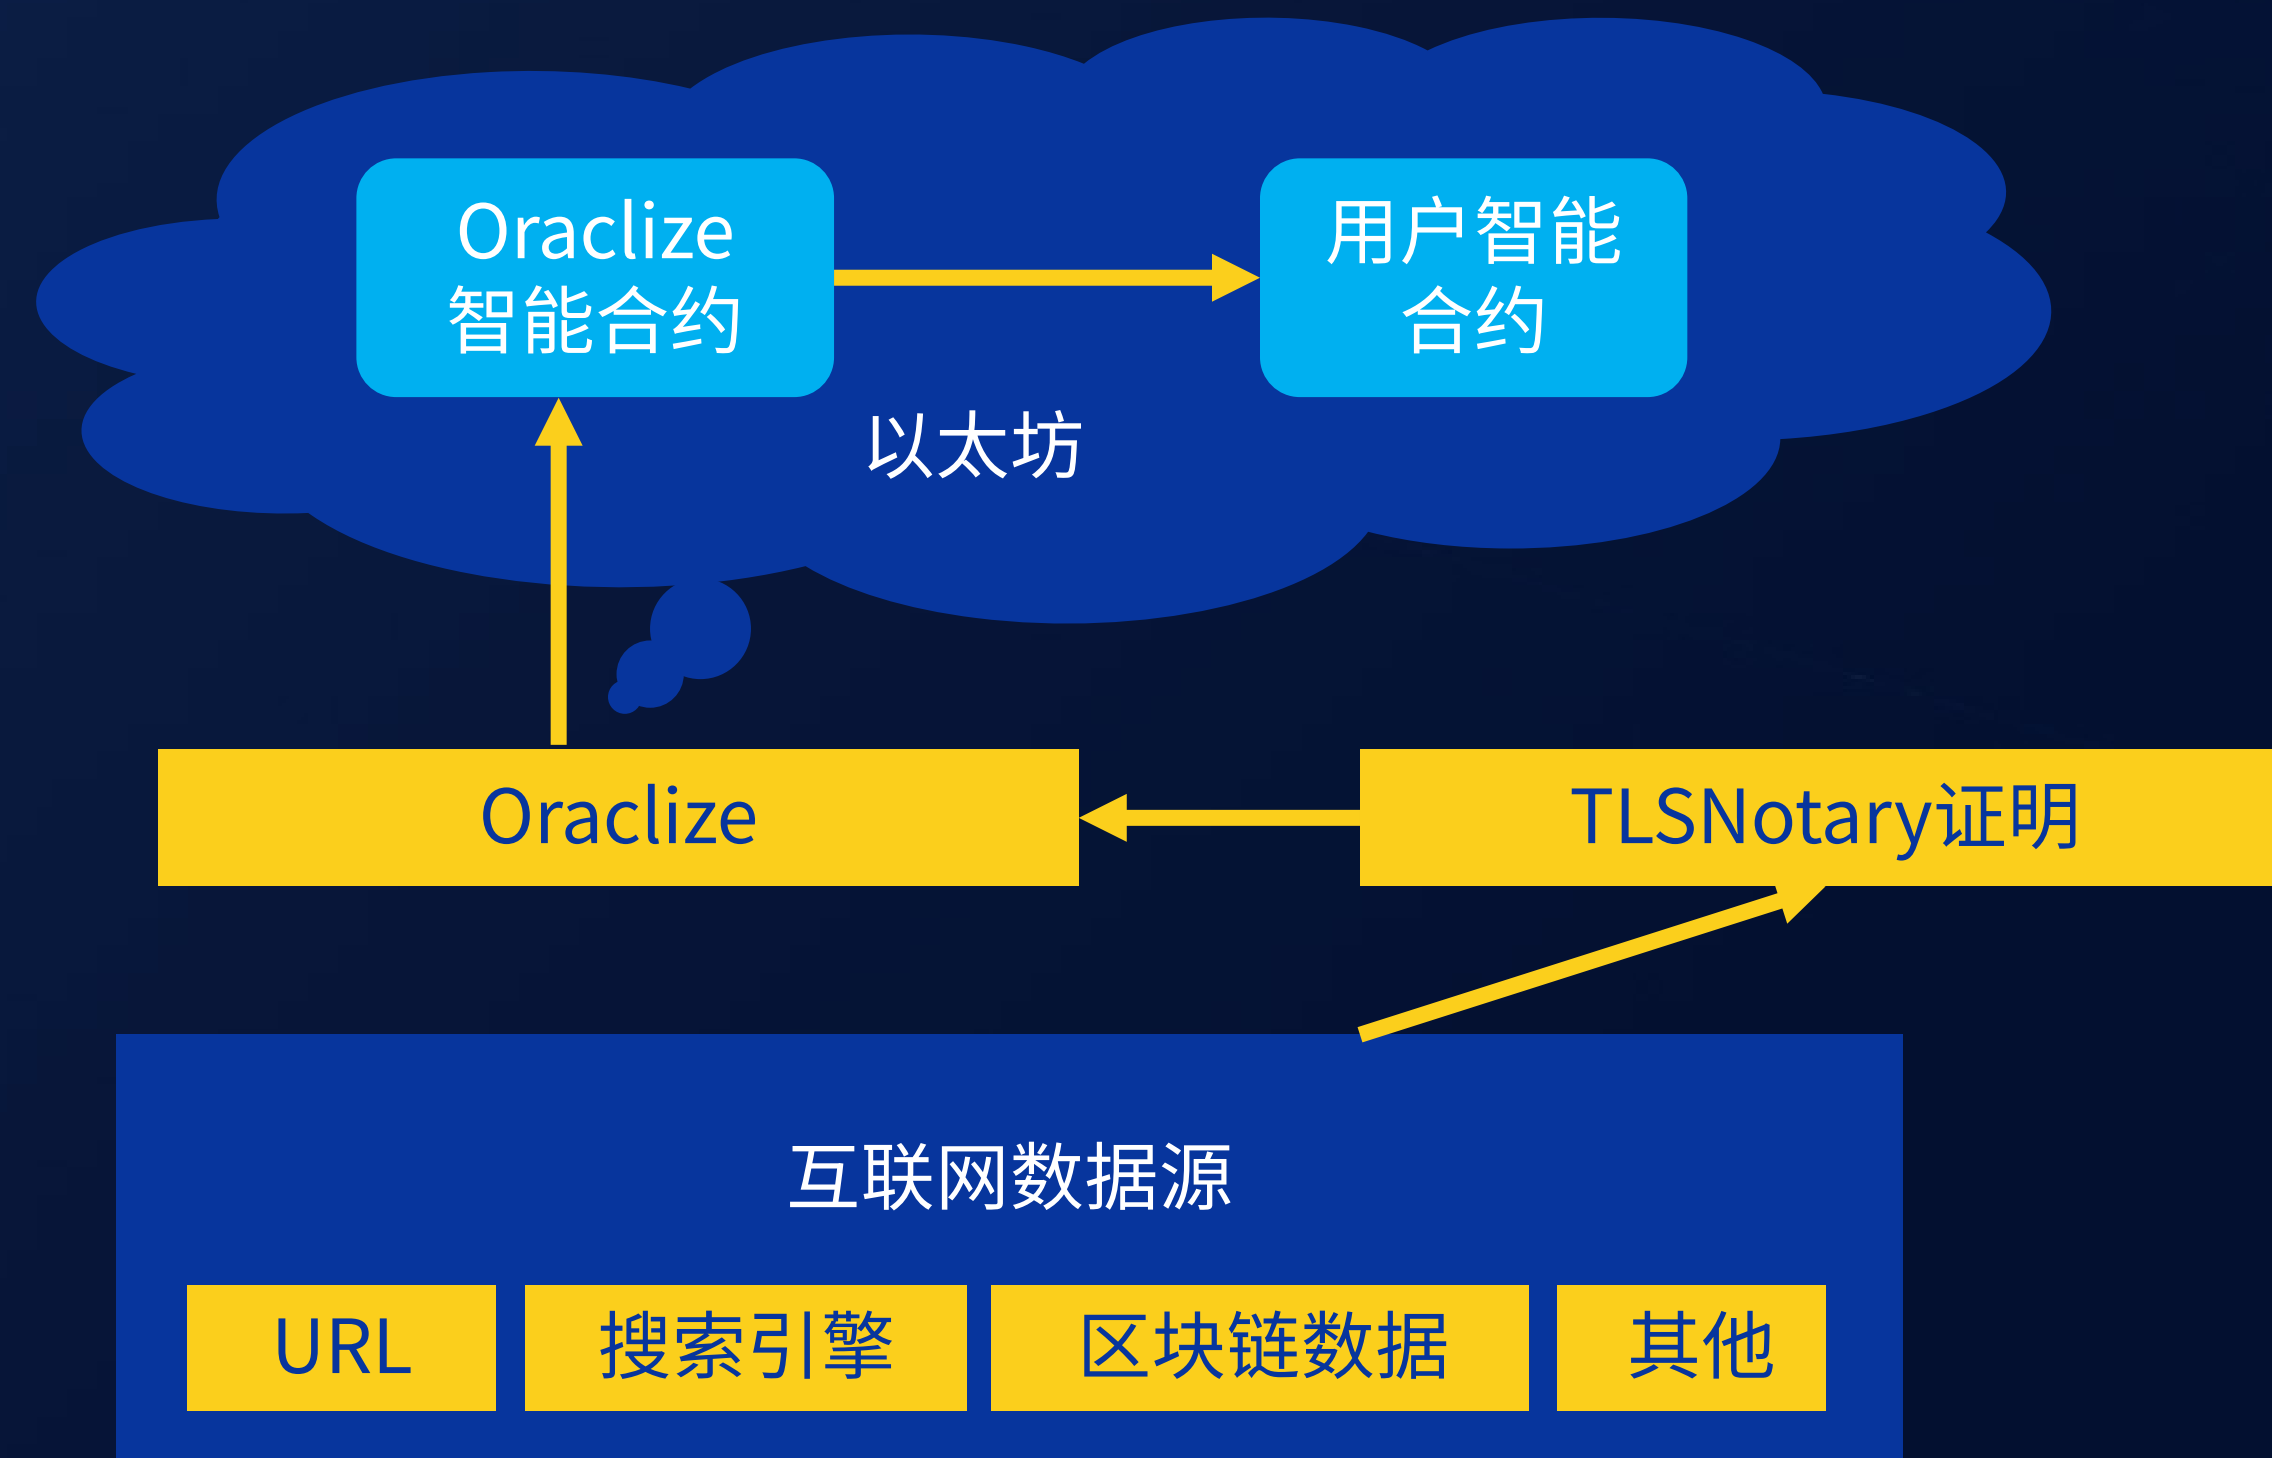 Oraclize
智能合约
用户智能
合约
以太坊
Oraclize
TLSNotary证明
互联网数据源
URL
搜索引擎
区块链数据
其他